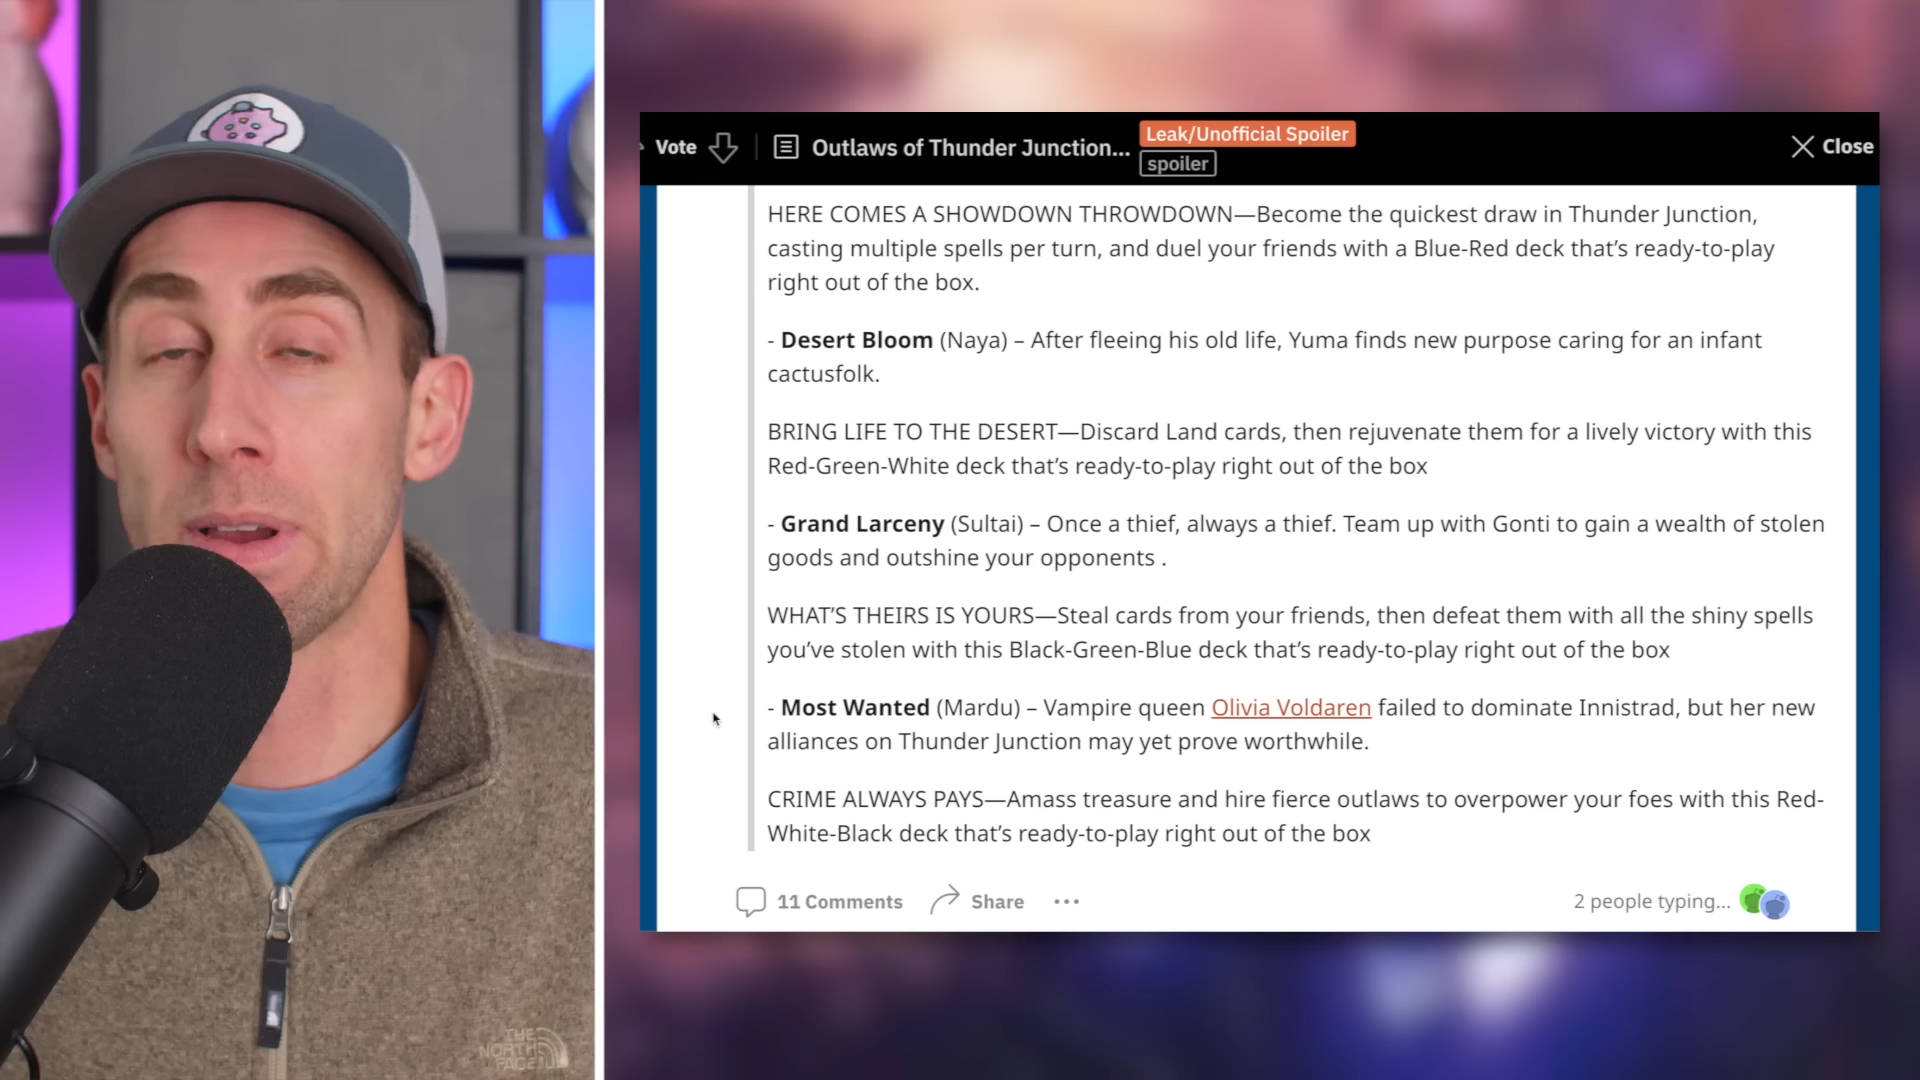 Vote
Outlaws of Thunder Junction...
Leak/Unofficial Spoiler
spoiler
Close
HERE COMES A SHOWDOWN THROWDOWN—Become the quickest draw in Thunder Junction,
casting multiple spells per turn, and duel your friends with a Blue-Red deck that's ready-to-play
right out of the box.
- Desert Bloom (Naya) – After fleeing his old life, Yuma finds new purpose caring for an infant
cactusfolk.
BRING LIFE TO THE DESERT—Discard Land cards, then rejuvenate them for a lively victory with this
Red-Green-White deck that's ready-to-play right out of the box
- Grand Larceny (Sultai) – Once a thief, always a thief. Team up with Gonti to gain a wealth of stolen
goods and outshine your opponents .
WHAT'S THEIRS IS YOURS—Steal cards from your friends, then defeat them with all the shiny spells
you've stolen with this Black-Green-Blue deck that's ready-to-play right out of the box
- Most Wanted (Mardu) – Vampire queen Olivia Voldaren failed to dominate Innistrad, but her new
alliances on Thunder Junction may yet prove worthwhile.
CRIME ALWAYS PAYS—Amass treasure and hire fierce outlaws to overpower your foes with this Red-
White-Black deck that's ready-to-play right out of the box
11 Comments
Share
2 people typing...
THE
NORTH
FACE